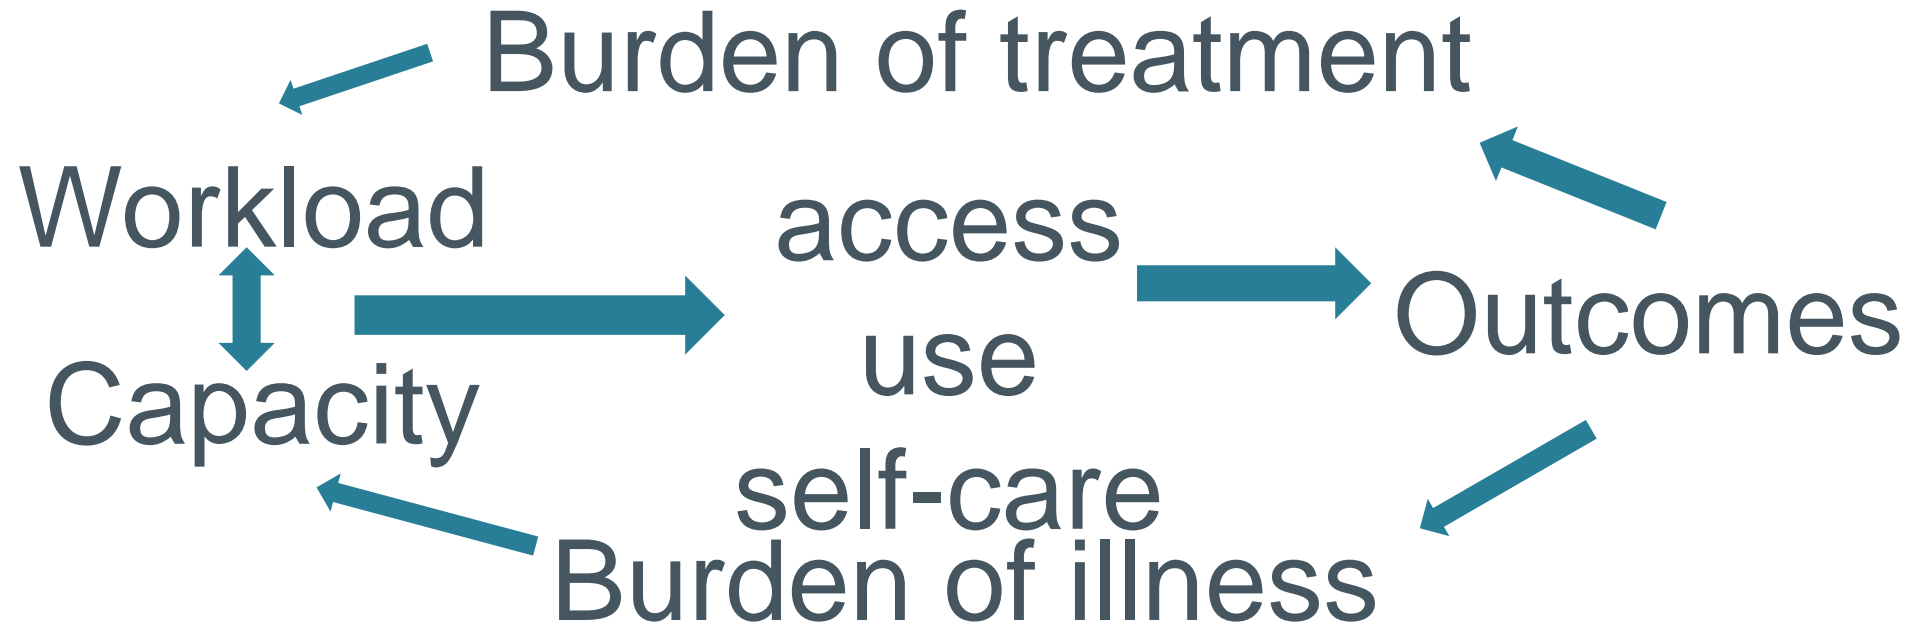 Burden of treatment
Workload
access
Outcomes
use
Capacity
self-care
Burden of illness